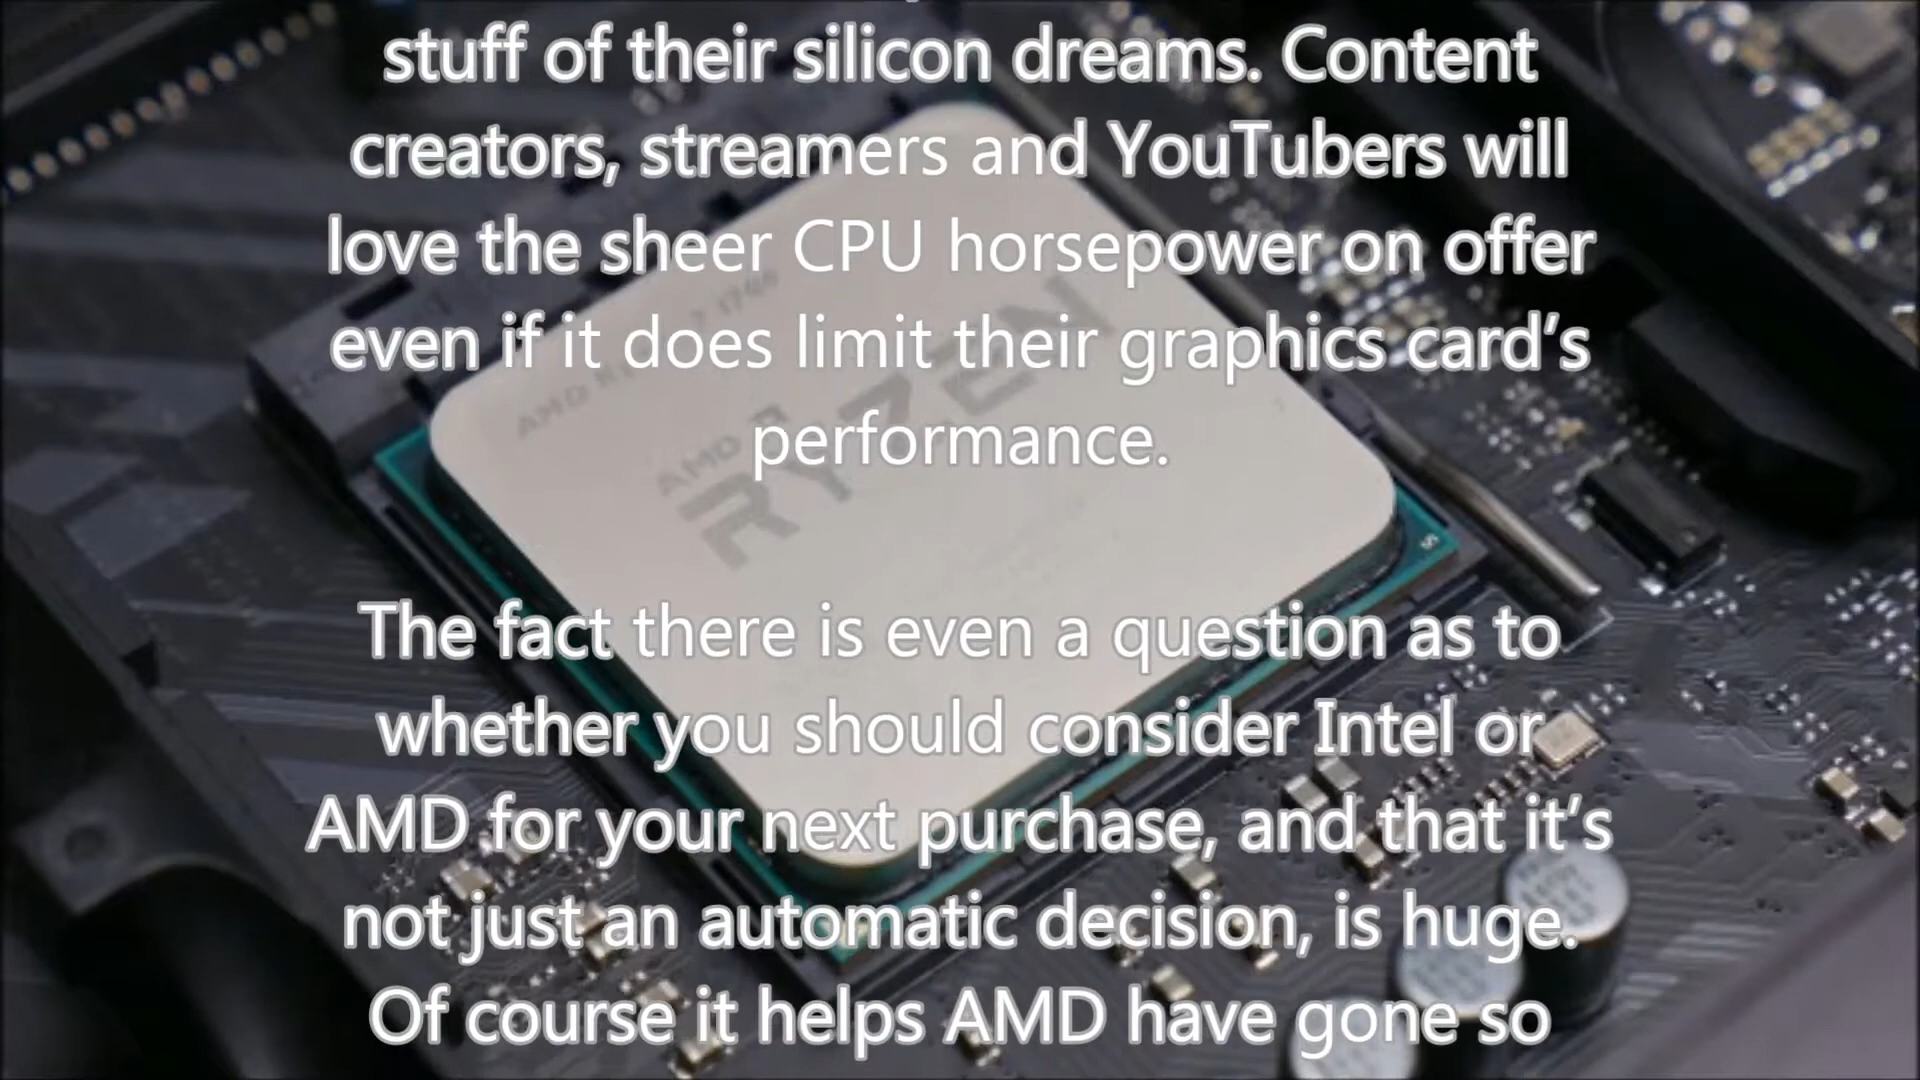 stuff of their silicon dreams. Content
creators, streamers and YouTubers will
love the sheer CPU horsepower on offer
even if it does limit their graphics card’s
performance.
The fact there is even a question as to
whether you should consider Intel or
AMD for your next purchase, and that it’s
not just an automatic decision, is huge.
Of course it helps AMD have gone so
AMD
RYZEN